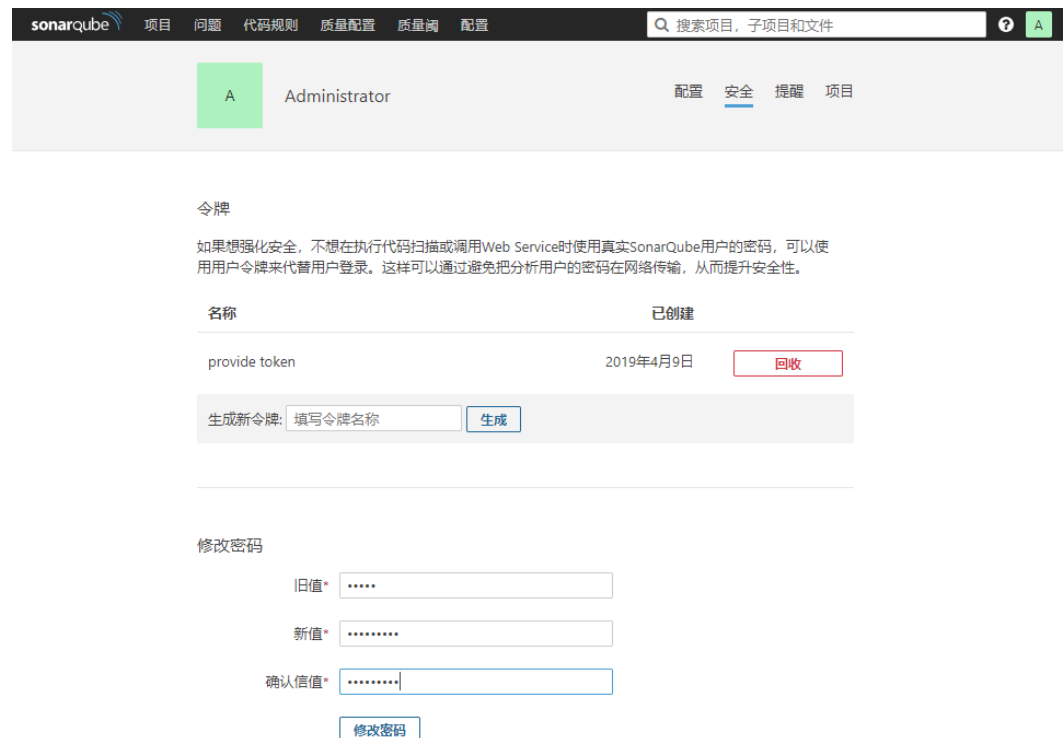 sonarqube 项目 问题 代码规则 质量配置 质量阈 配置 搜索项目，子项目和文件 ? A
A Administrator 配置 安全 提醒 项目
令牌
如果想强化安全，不想在执行代码扫描或调用Web Service时使用真实SonarQube用户的密码，可以使
用用户令牌来代替用户登录。这样可以通过避免把分析用户的密码在网络传输，从而提升安全性。
名称 已创建
provide token 2019年4月9日 回收
生成新令牌: 填写令牌名称 生成
修改密码
旧值* •••••
新值* •••••••••
确认信值* •••••••••
修改密码